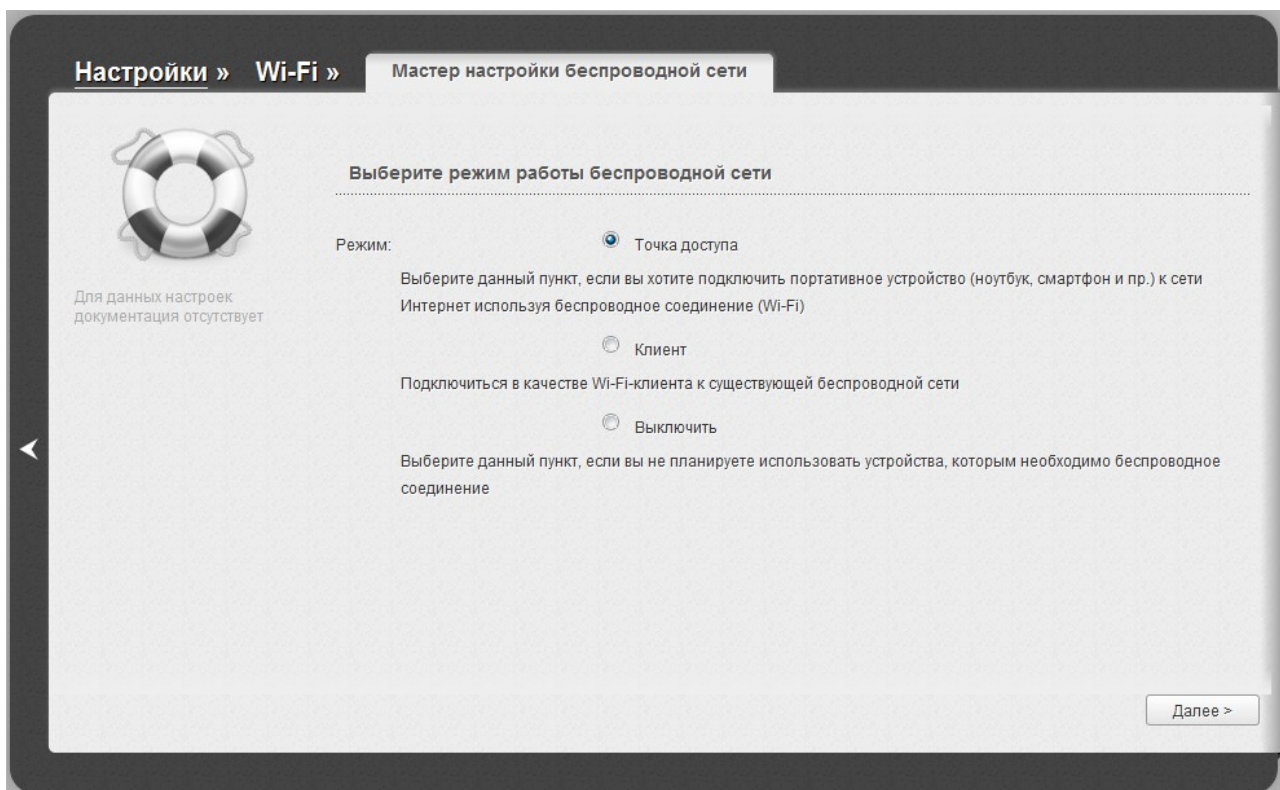 Настройки » Wi-Fi » Мастер настройки беспроводной сети
Для данных настроек
документация отсутствует
Выберите режим работы беспроводной сети
Режим: Точка доступа
Выберите данный пункт, если вы хотите подключить портативное устройство (ноутбук, смартфон и пр.) к сети
Интернет используя беспроводное соединение (Wi-Fi)
Клиент
Подключиться в качестве Wi-Fi-клиента к существующей беспроводной сети
Выключить
Выберите данный пункт, если вы не планируете использовать устройства, которым необходимо беспроводное
соединение
Далее >